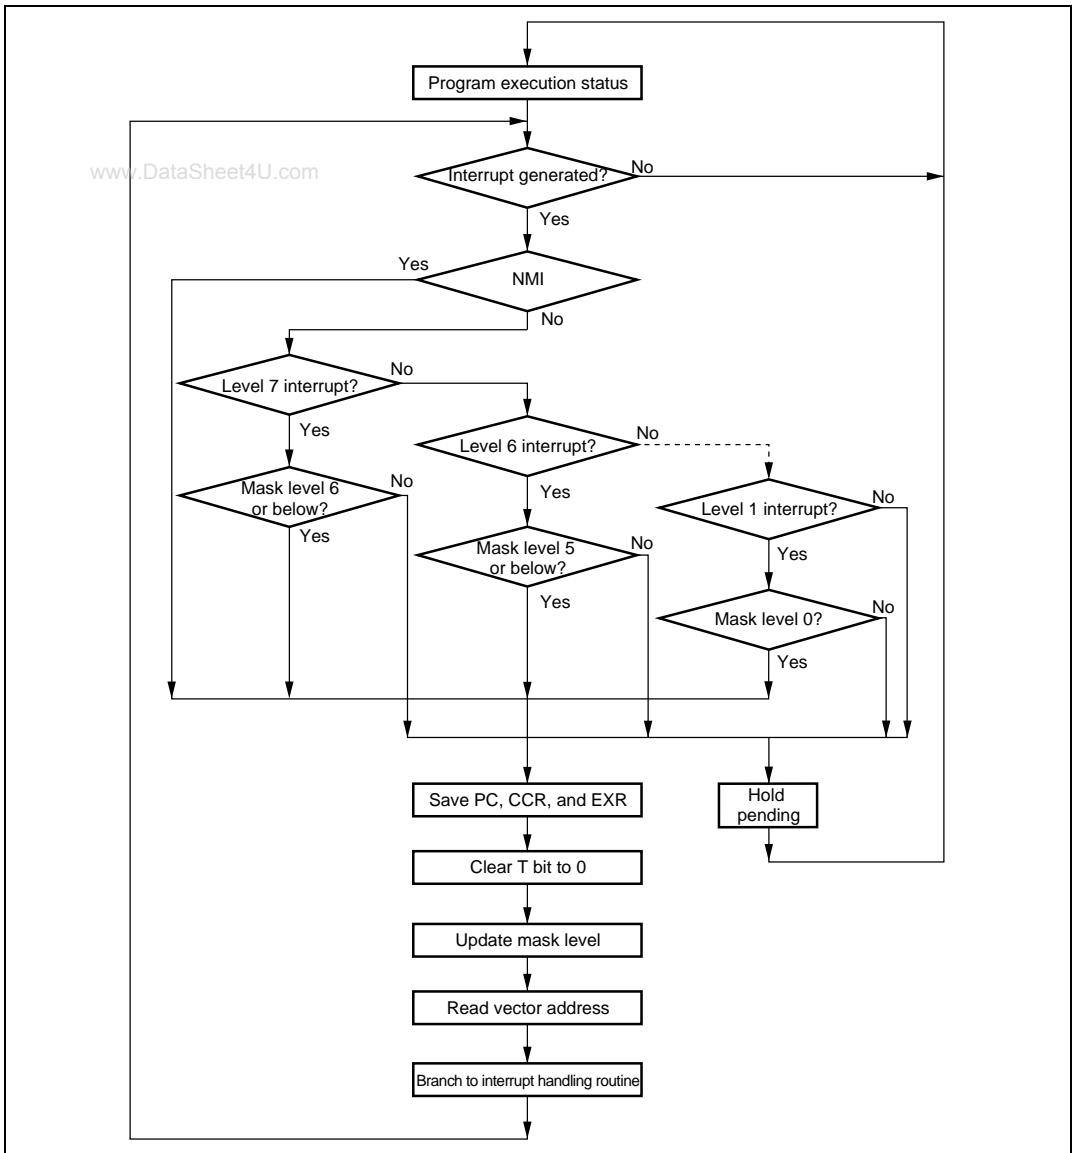 Program execution status
www.DataSheet4U.com
Interrupt generated?
No
Yes
Yes
NMI
No
Level 7 interrupt?
No
Yes
Level 6 interrupt?
No
Mask level 6
or below?
No
Yes
Level 1 interrupt?
No
Yes
Mask level 5
or below?
No
Yes
Yes
Mask level 0?
No
Yes
Save PC, CCR, and EXR
Hold
pending
Clear T bit to 0
Update mask level
Read vector address
Branch to interrupt handling routine